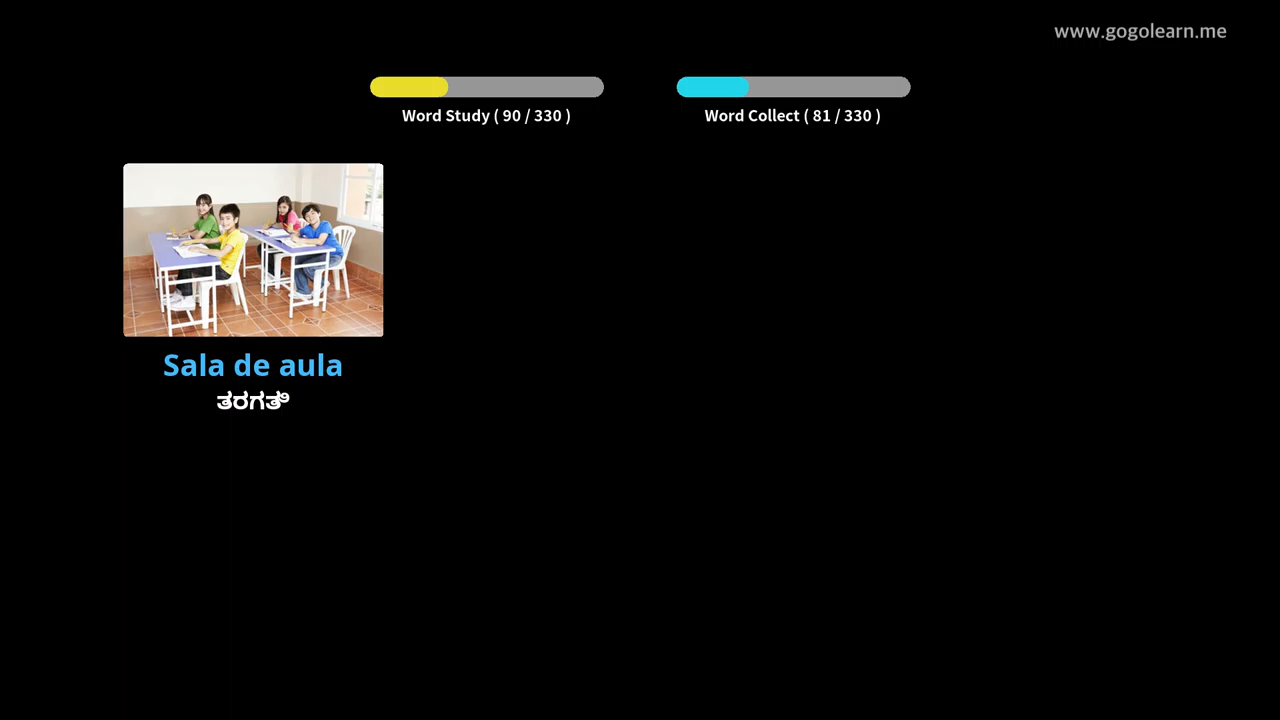 www.gogolearn.me
Word Study ( 90 / 330 )
Word Collect ( 81 / 330 )
Sala de aula
ತರಗತಿ